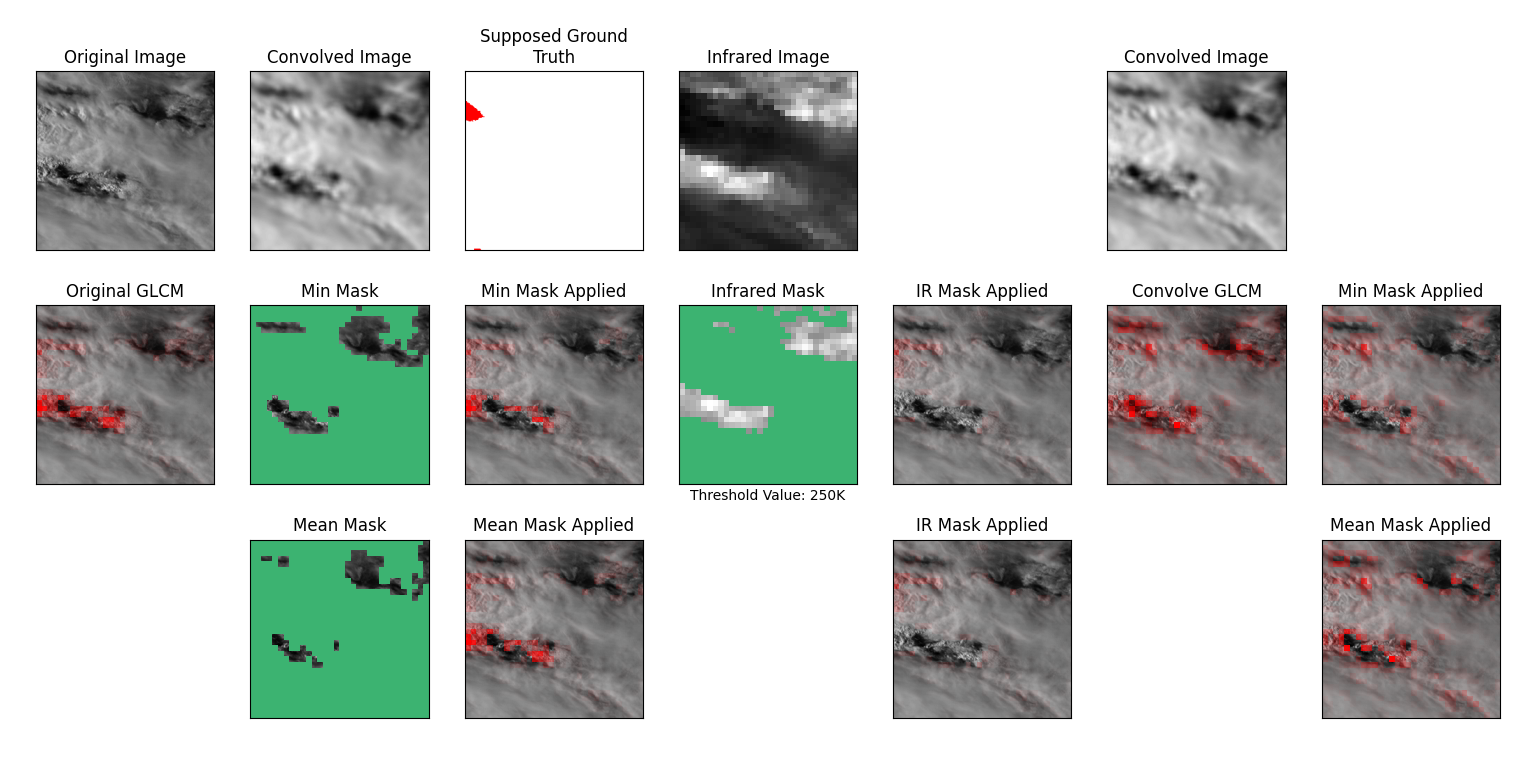 Supposed Ground
Truth
Original Image
Convolved Image
Infrared Image
Convolved Image
Original GLCM
Min Mask
Min Mask Applied
Infrared Mask
IR Mask Applied
Convolve GLCM
Min Mask Applied
Threshold Value: 250K
Mean Mask
Mean Mask Applied
IR Mask Applied
Mean Mask Applied